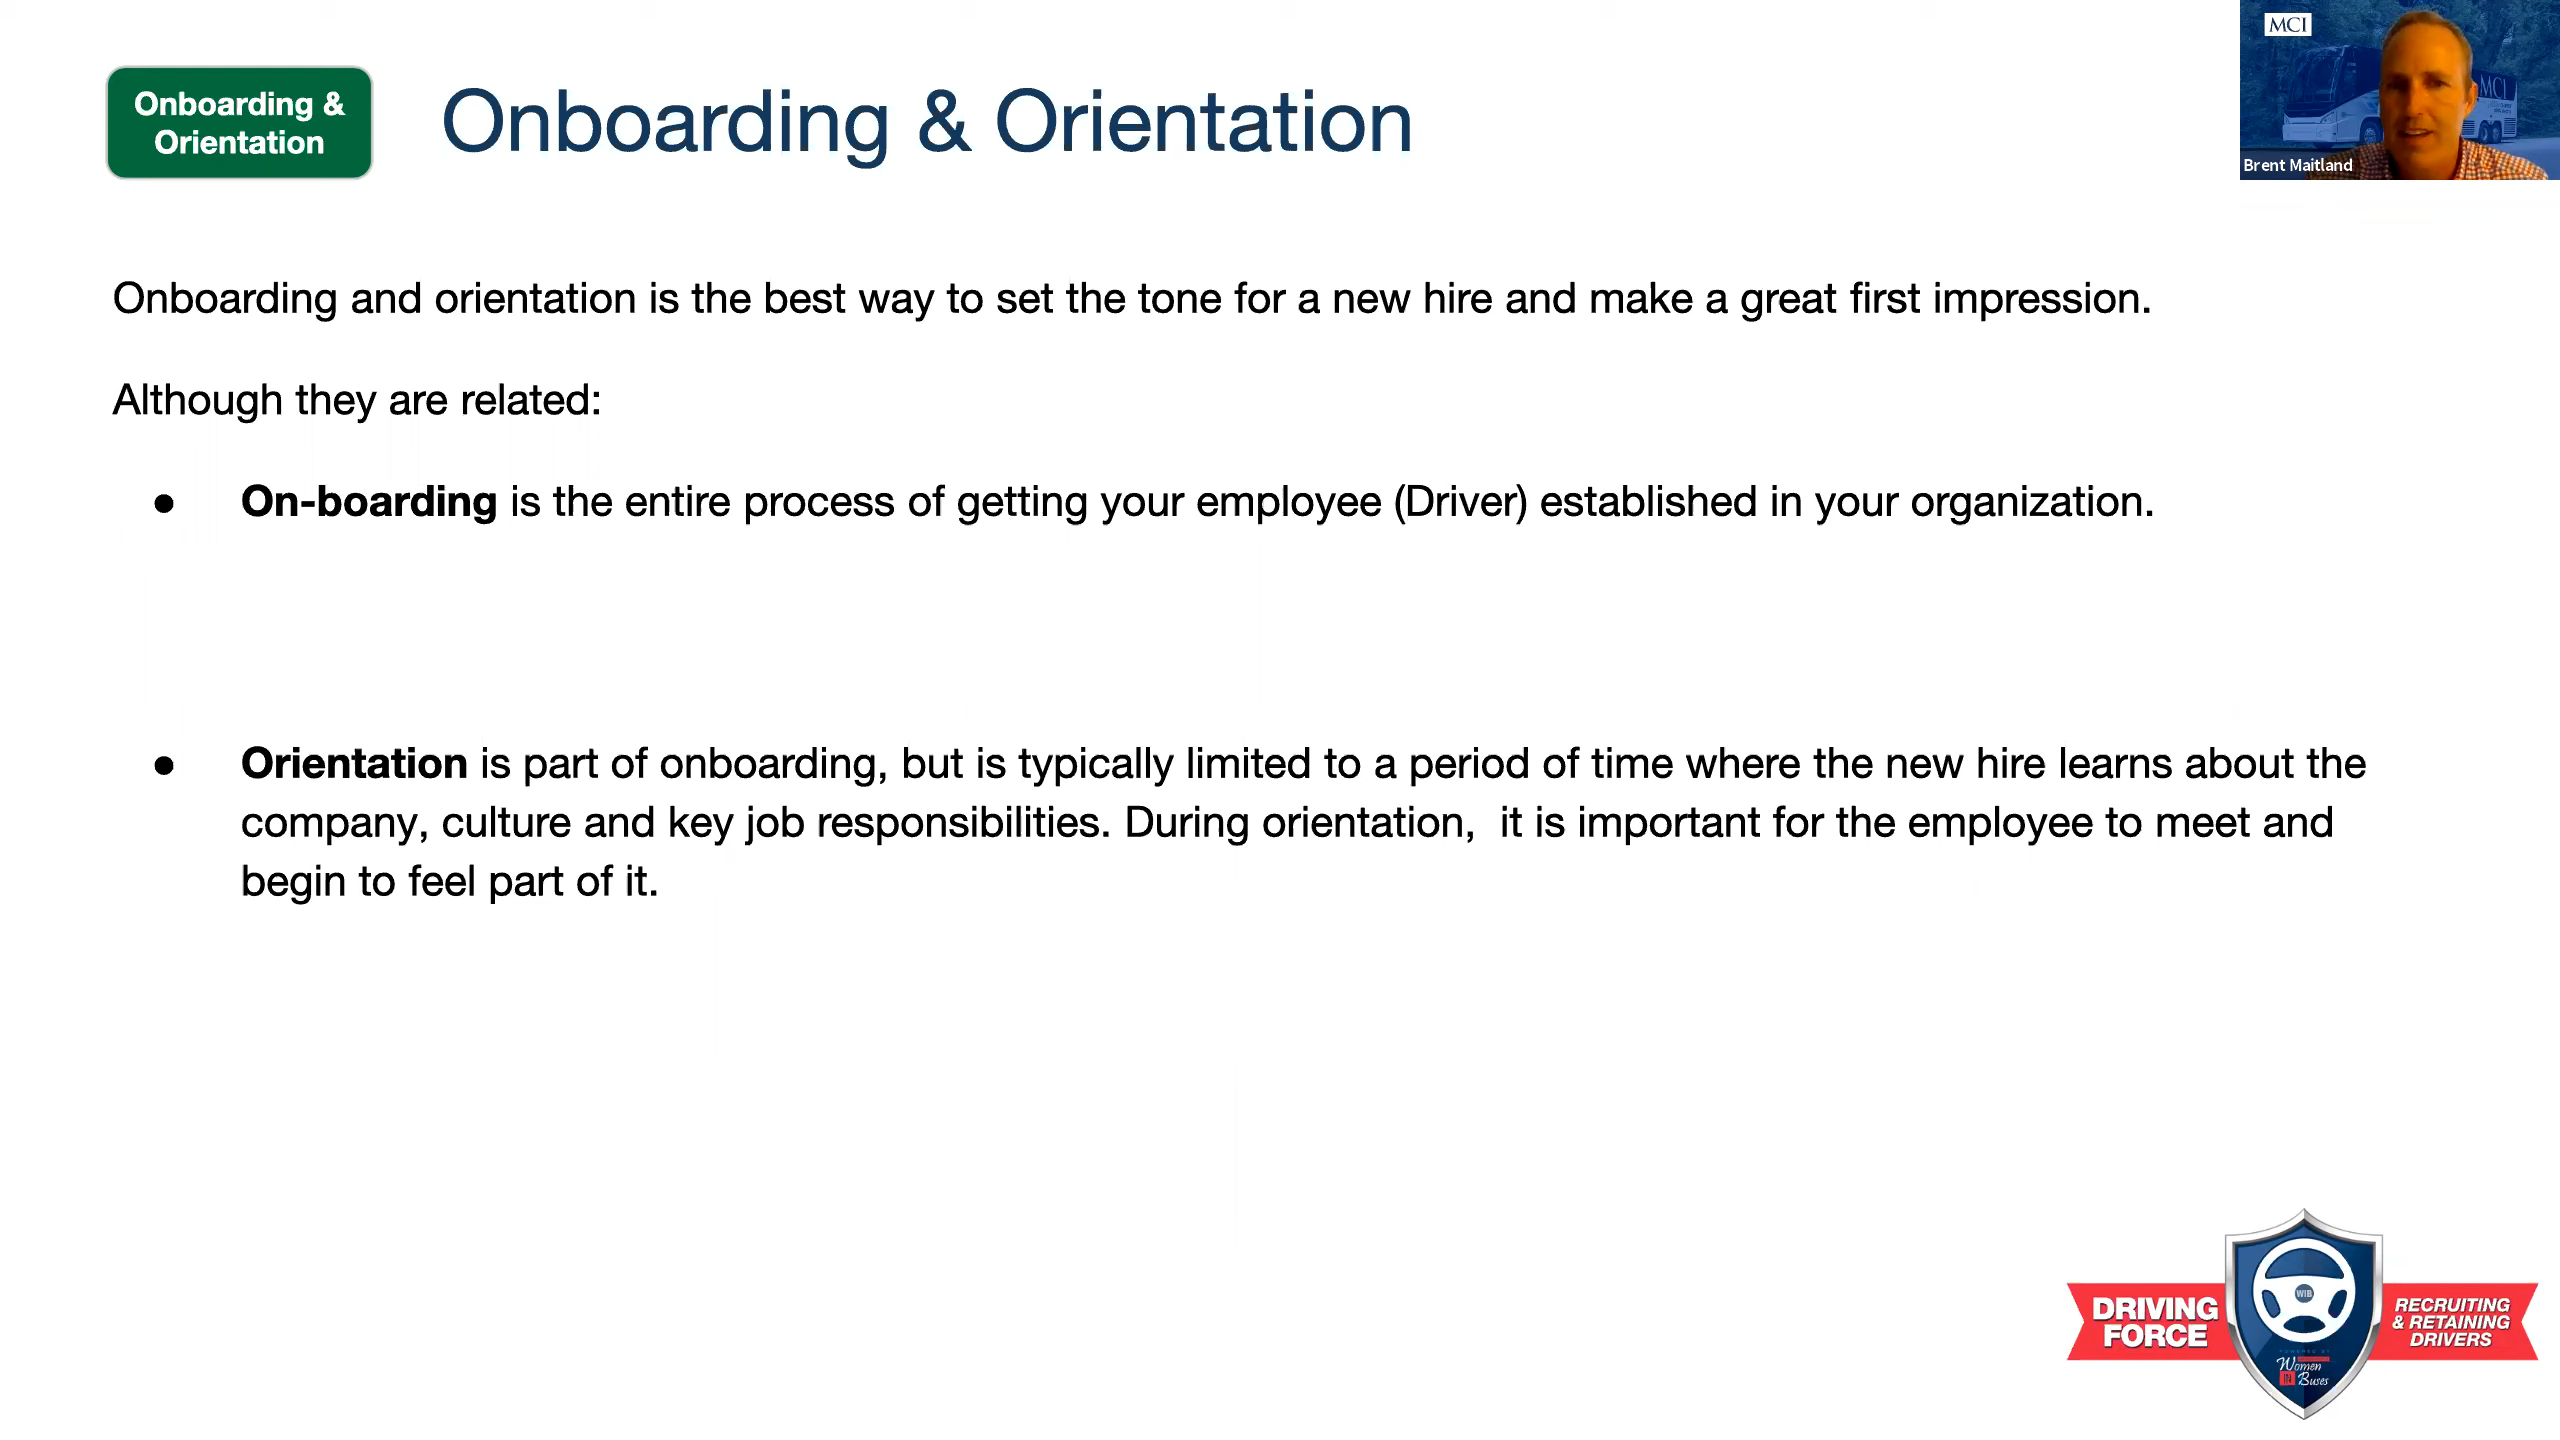 MCI
MCI
Brent Maitland
Onboarding &
Orientation
Onboarding & Orientation
Onboarding and orientation is the best way to set the tone for a new hire and make a great first impression.
Although they are related:
● On-boarding is the entire process of getting your employee (Driver) established in your organization.
● Orientation is part of onboarding, but is typically limited to a period of time where the new hire learns about the
company, culture and key job responsibilities. During orientation,  it is important for the employee to meet and
begin to feel part of it.
DRIVING
FORCE
WIB
POWERED BY
Women
IN Buses
RECRUITING
& RETAINING
DRIVERS